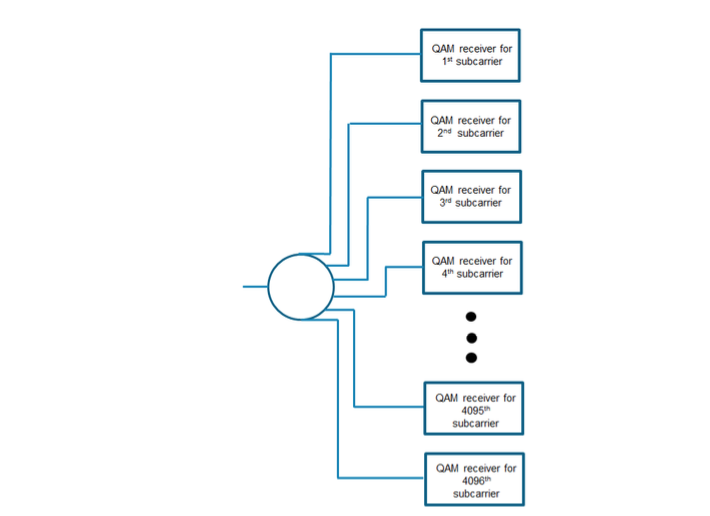 QAM receiver for
1st subcarrier
QAM receiver for
2nd subcarrier
QAM receiver for
3rd subcarrier
QAM receiver for
4th subcarrier
QAM receiver for
4095th
subcarrier
QAM receiver for
4096th
subcarrier